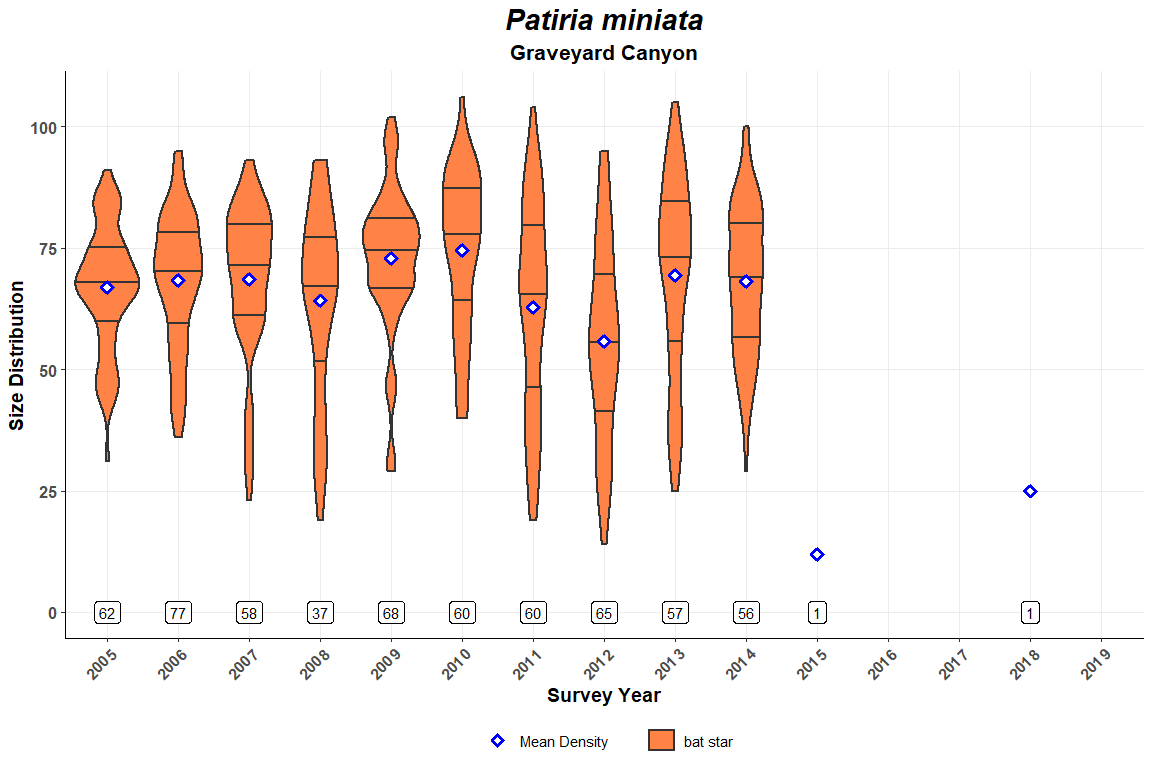 Patiria miniata
Graveyard Canyon
Size Distribution
100
75
50
25
0
62 77 58 37 68 60 60 65 57 56 1 1
2005 2006 2007 2008 2009 2010 2011 2012 2013 2014 2015 2016 2017 2018 2019
Survey Year
Mean Density bat star